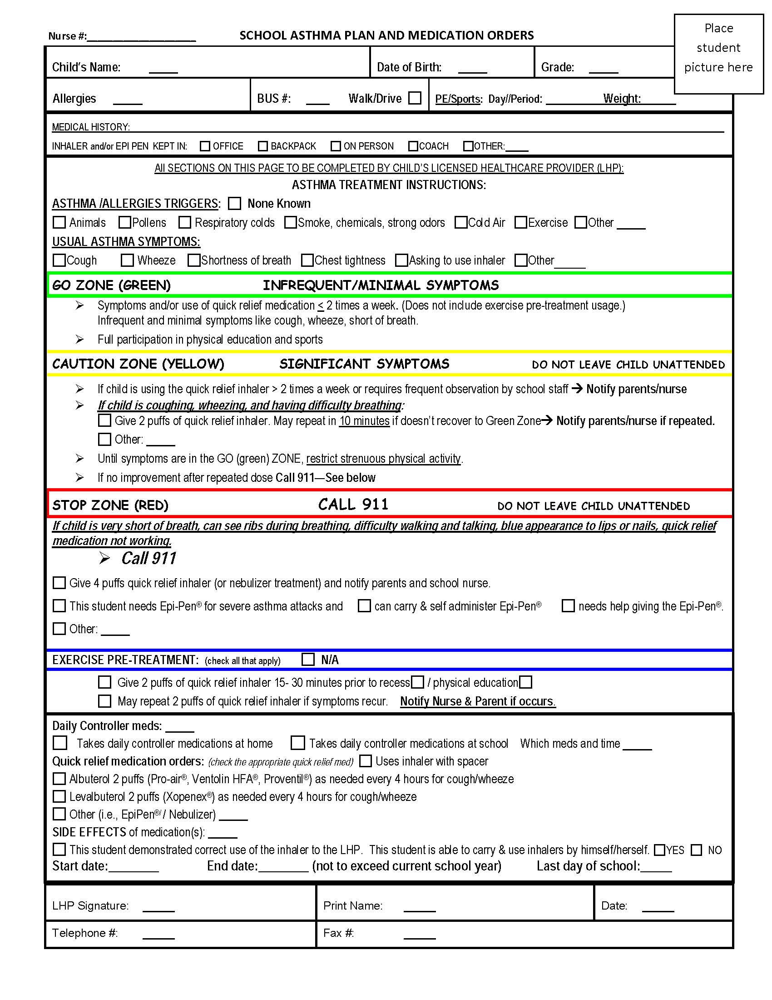 Place
student
picture here
Nurse #:__________________ SCHOOL ASTHMA PLAN AND MEDICATION ORDERS
Child's Name: _____ Date of Birth: _____ Grade: _____
Allergies _____ BUS #: ____ Walk/Drive ☐ PE/Sports: Day//Period: __________Weight:______
MEDICAL HISTORY:
INHALER and/or EPI PEN KEPT IN: ☐ OFFICE ☐ BACKPACK ☐ ON PERSON ☐COACH ☐OTHER:____
All SECTIONS ON THIS PAGE TO BE COMPLETED BY CHILD'S LICENSED HEALTHCARE PROVIDER (LHP):
ASTHMA TREATMENT INSTRUCTIONS:
ASTHMA /ALLERGIES TRIGGERS: ☐ None Known
☐ Animals ☐Pollens ☐ Respiratory colds ☐Smoke, chemicals, strong odors ☐Cold Air ☐Exercise ☐Other _____
USUAL ASTHMA SYMPTOMS:
☐Cough ☐ Wheeze ☐Shortness of breath ☐Chest tightness ☐Asking to use inhaler ☐Other_____
GO ZONE (GREEN) INFREQUENT/MINIMAL SYMPTOMS
➢ Symptoms and/or use of quick relief medication < 2 times a week. (Does not include exercise pre-treatment usage.)
Infrequent and minimal symptoms like cough, wheeze, short of breath.
➢ Full participation in physical education and sports
CAUTION ZONE (YELLOW) SIGNIFICANT SYMPTOMS DO NOT LEAVE CHILD UNATTENDED
➢ If child is using the quick relief inhaler > 2 times a week or requires frequent observation by school staff → Notify parents/nurse
➢ If child is coughing, wheezing, and having difficulty breathing:
☐ Give 2 puffs of quick relief inhaler. May repeat in 10 minutes if doesn't recover to Green Zone→ Notify parents/nurse if repeated.
☐ Other: _____
➢ Until symptoms are in the GO (green) ZONE, restrict strenuous physical activity.
➢ If no improvement after repeated dose Call 911—See below
STOP ZONE (RED) CALL 911 DO NOT LEAVE CHILD UNATTENDED
If child is very short of breath, can see ribs during breathing, difficulty walking and talking, blue appearance to lips or nails, quick relief
medication not working.
➢ Call 911
☐ Give 4 puffs quick relief inhaler (or nebulizer treatment) and notify parents and school nurse.
☐ This student needs Epi-Pen® for severe asthma attacks and ☐ can carry & self administer Epi-Pen® ☐ needs help giving the Epi-Pen®.
☐ Other: _____
EXERCISE PRE-TREATMENT: (check all that apply) ☐ N/A
☐ Give 2 puffs of quick relief inhaler 15- 30 minutes prior to recess☐ / physical education☐
☐ May repeat 2 puffs of quick relief inhaler if symptoms recur. Notify Nurse & Parent if occurs.
Daily Controller meds: _____
☐ Takes daily controller medications at home ☐ Takes daily controller medications at school Which meds and time _____
Quick relief medication orders: (check the appropriate quick relief med) ☐ Uses inhaler with spacer
☐ Albuterol 2 puffs (Pro-air®, Ventolin HFA®, Proventil®) as needed every 4 hours for cough/wheeze
☐ Levalbuterol 2 puffs (Xopenex®) as needed every 4 hours for cough/wheeze
☐ Other (i.e., EpiPen®/ / Nebulizer) _____
SIDE EFFECTS of medication(s): _____
☐ This student demonstrated correct use of the inhaler to the LHP. This student is able to carry & use inhalers by himself/herself. ☐YES ☐ NO
Start date:________ End date:________ (not to exceed current school year) Last day of school:_____
LHP Signature: _____ Print Name: _____ Date: _____
Telephone #: _____ Fax #: _____